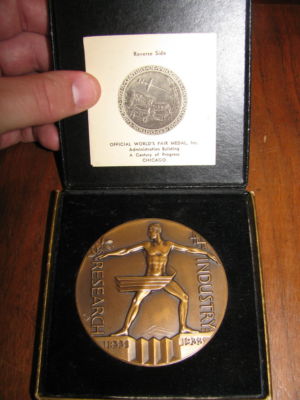 Reverse Side
OFFICIAL WORLD'S FAIR MEDAL, Inc.
Administration Building
A Century of Progress
CHICAGO
RESEARCH
INDUSTRY
1833
1933